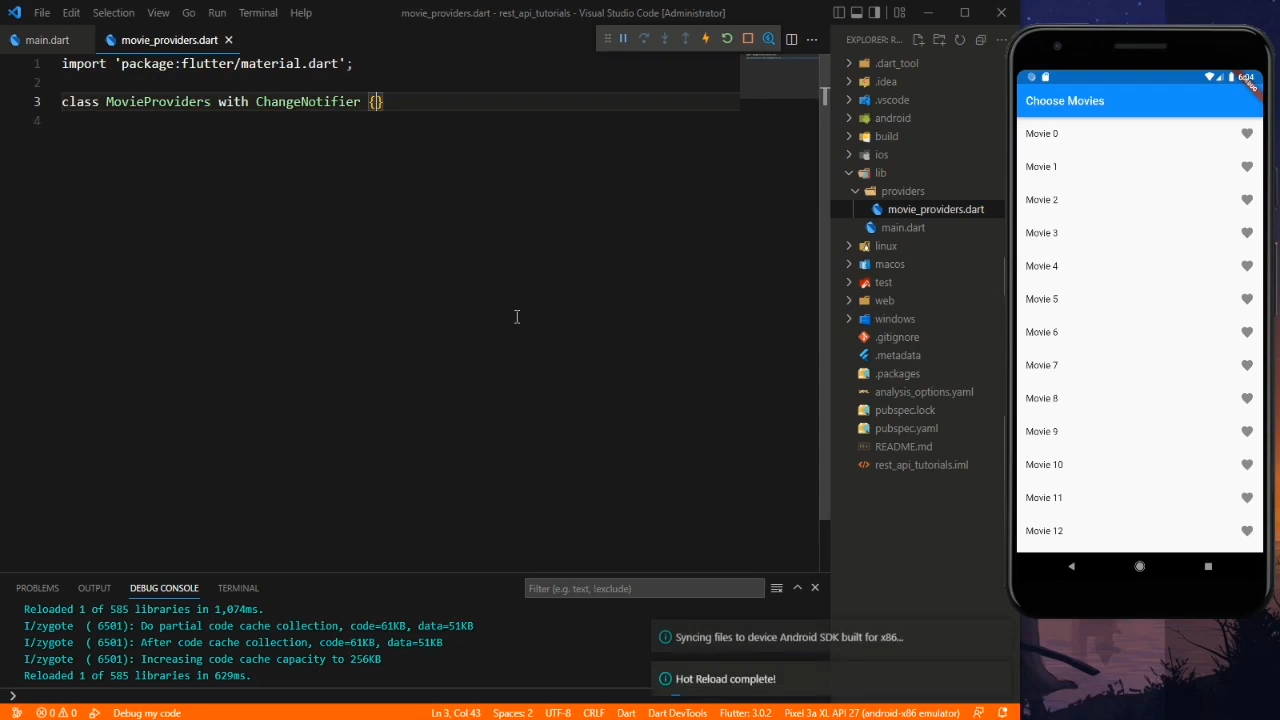 File Edit Selection View Go Run Terminal Help
movie_providers.dart - rest_api_tutorials - Visual Studio Code [Administrator]
main.dart
movie_providers.dart
1 import 'package:flutter/material.dart';
2
3 class MovieProviders with ChangeNotifier {}
4
EXPLORER: R...
.dart_tool
.idea
.vscode
android
build
ios
lib
providers
movie_providers.dart
main.dart
linux
macos
test
web
windows
.gitignore
.metadata
.packages
analysis_options.yaml
pubspec.lock
pubspec.yaml
README.md
rest_api_tutorials.iml
6:04
Choose Movies
Movie 0
Movie 1
Movie 2
Movie 3
Movie 4
Movie 5
Movie 6
Movie 7
Movie 8
Movie 9
Movie 10
Movie 11
Movie 12
PROBLEMS OUTPUT DEBUG CONSOLE TERMINAL
Filter (e.g. text, !exclude)
Reloaded 1 of 585 libraries in 1,074ms.
I/zygote ( 6501): Do partial code cache collection, code=61KB, data=51KB
I/zygote ( 6501): After code cache collection, code=61KB, data=51KB
I/zygote ( 6501): Increasing code cache capacity to 256KB
Reloaded 1 of 585 libraries in 629ms.
Syncing files to device Android SDK built for x86...
Hot Reload complete!
0 0 Debug my code
Ln 3, Col 43 Spaces: 2 UTF-8 CRLF Dart Dart DevTools Flutter: 3.0.2 Pixel 3a XL API 27 (android-x86 emulator)